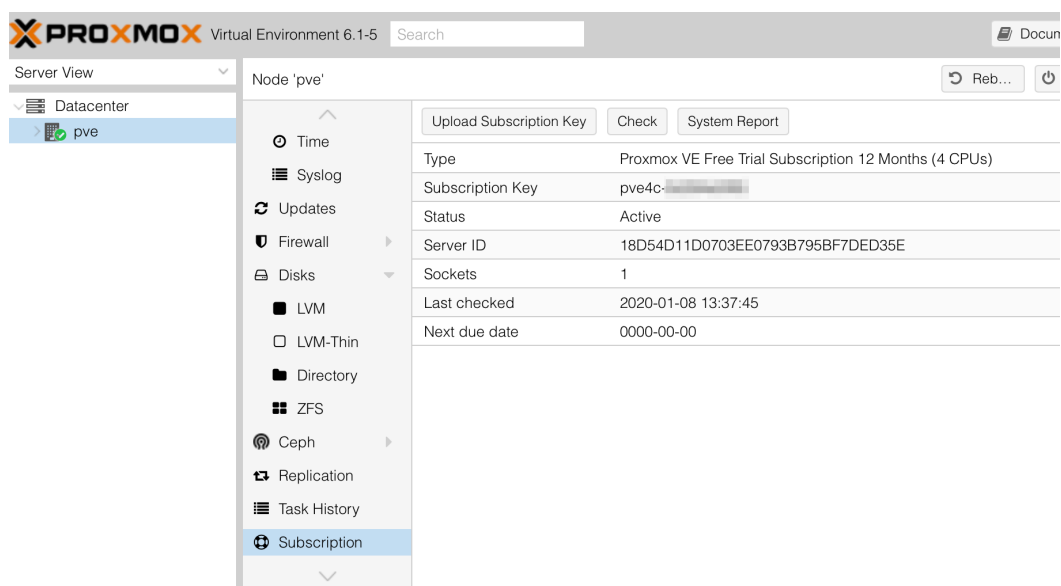 PROXMOX Virtual Environment 6.1-5 Search Docum
Server View
Node 'pve' Reb...
Datacenter
pve
Time
Syslog
Updates
Firewall
Disks
LVM
LVM-Thin
Directory
ZFS
Ceph
Replication
Task History
Subscription
Upload Subscription Key Check System Report
Type Proxmox VE Free Trial Subscription 12 Months (4 CPUs)
Subscription Key pve4c-
Status Active
Server ID 18D54D11D0703EE0793B795BF7DED35E
Sockets 1
Last checked 2020-01-08 13:37:45
Next due date 0000-00-00